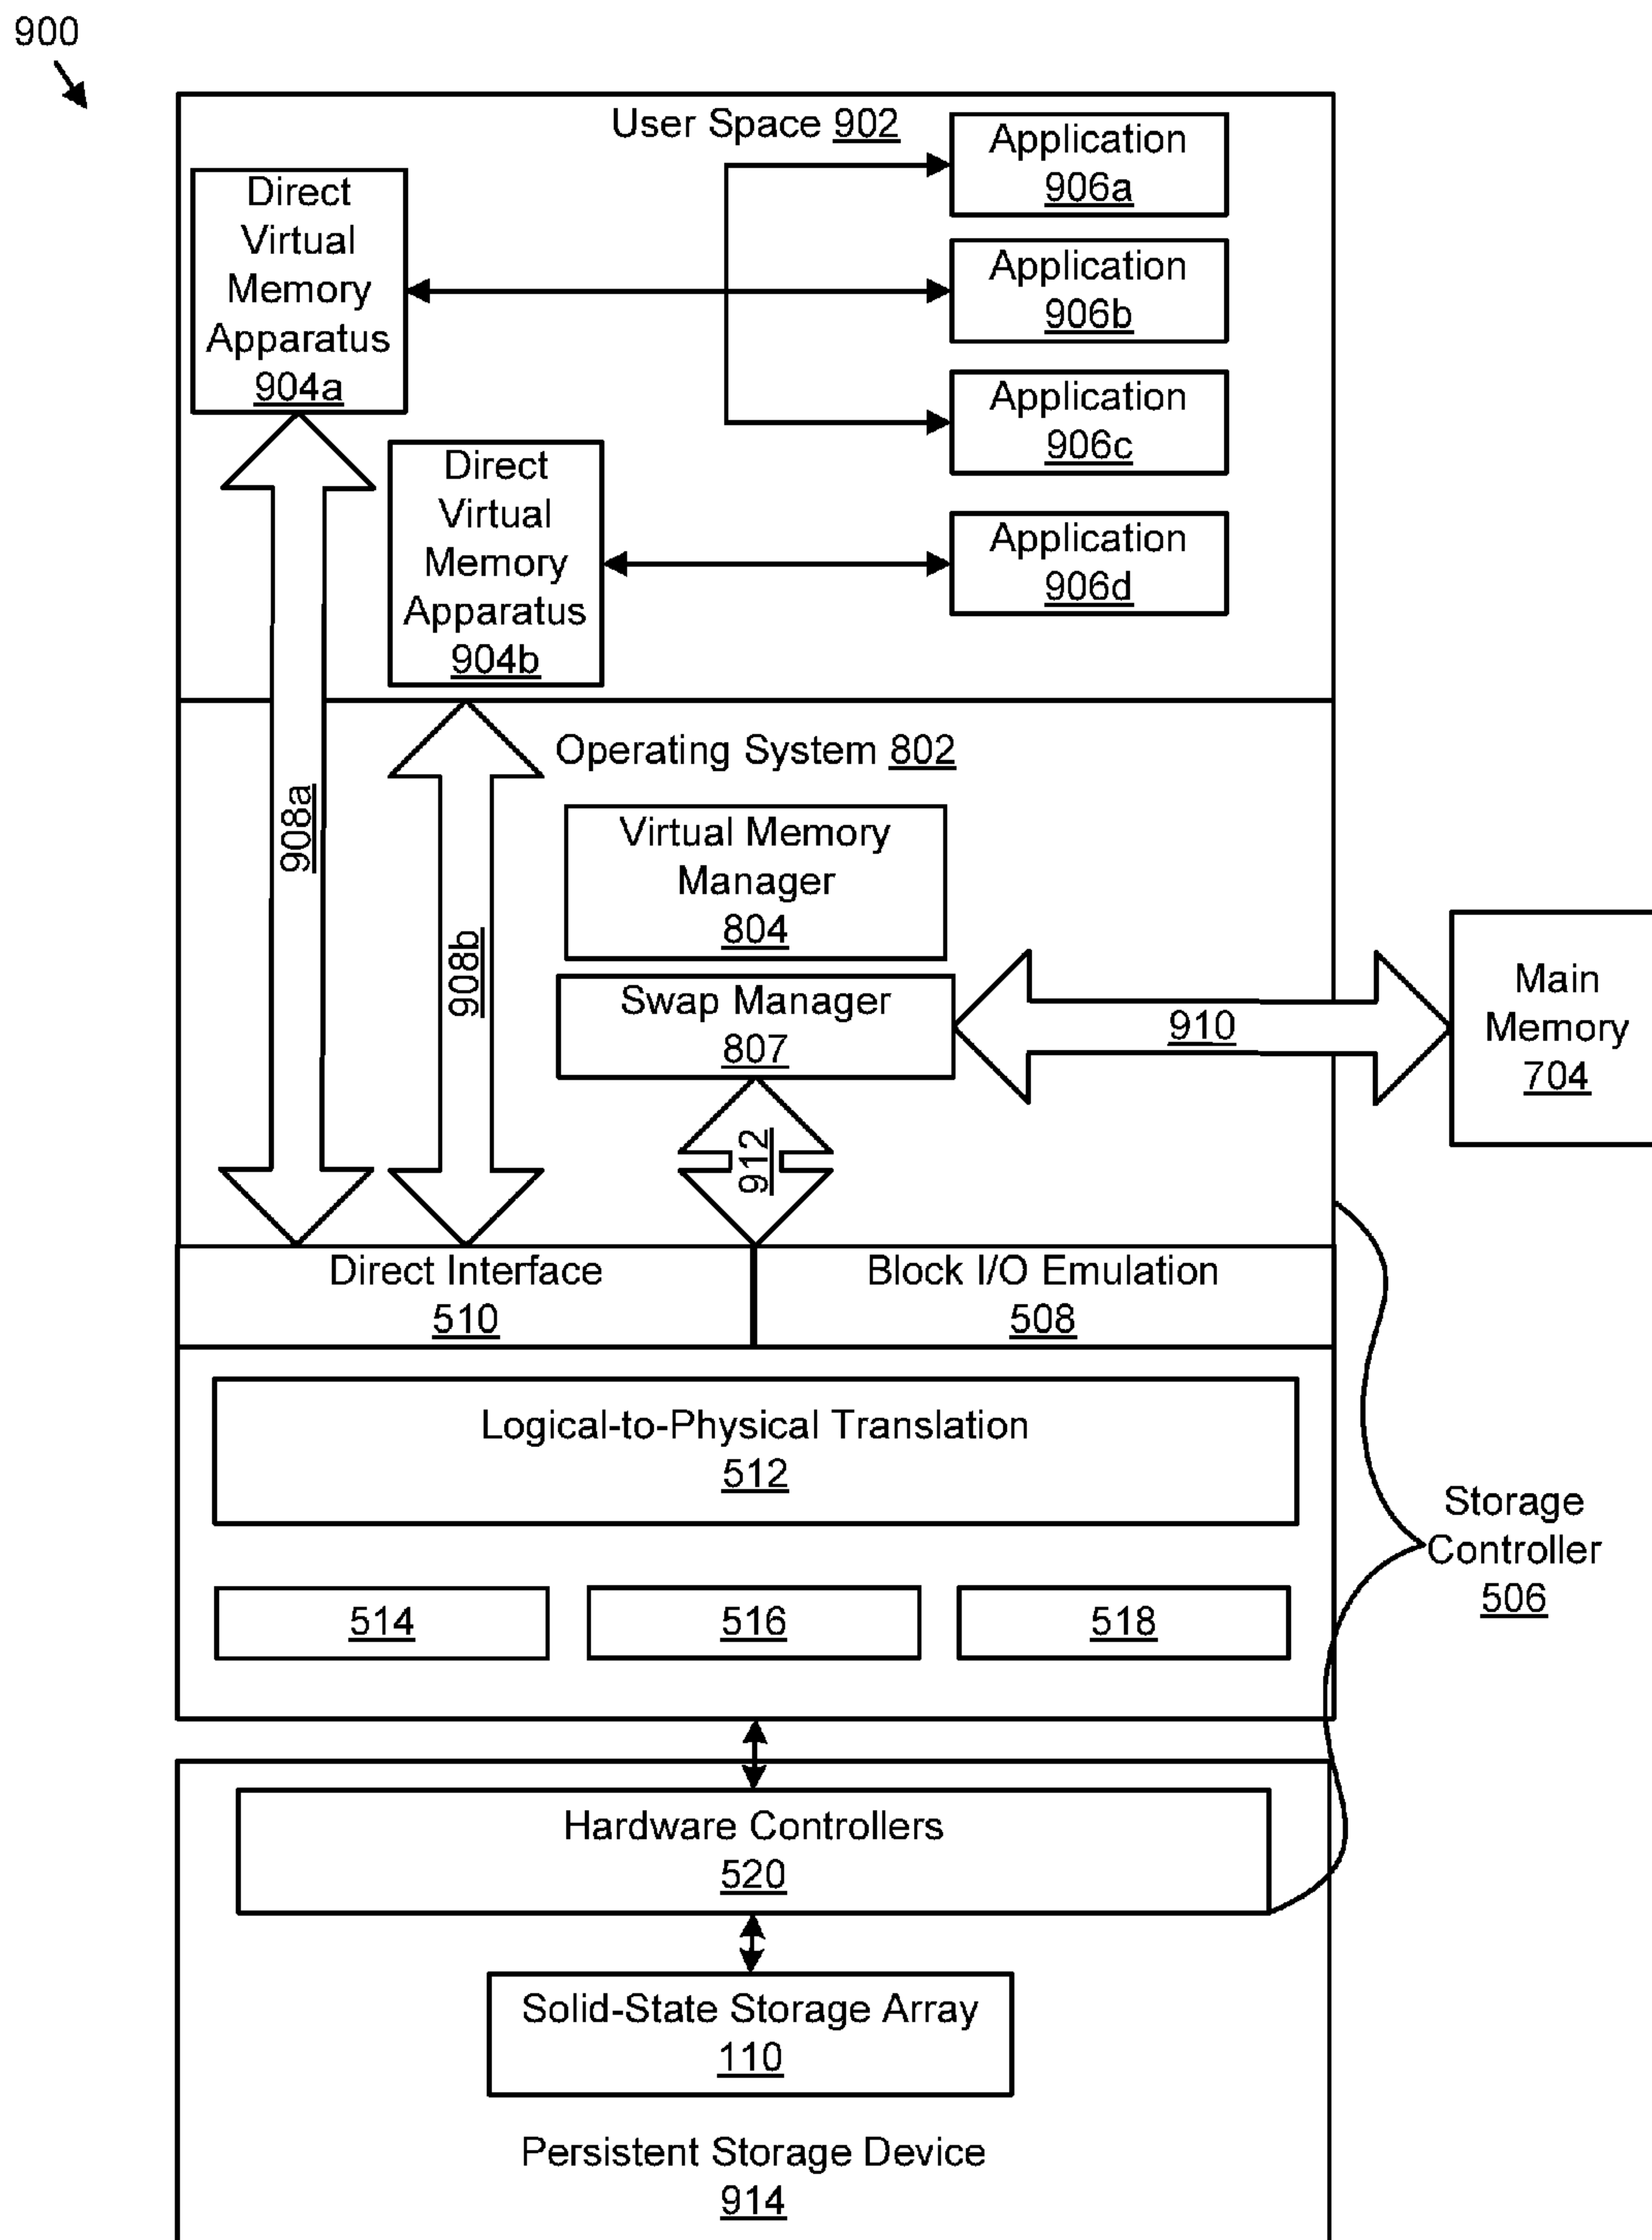 900
User Space 902
Application
906a
Direct
Virtual
Memory
Apparatus
904a
Application
906b
Application
906c
Direct
Virtual
Memory
Apparatus
904b
Application
906d
Operating System 802
908a
908b
Virtual Memory
Manager
804
Swap Manager
807
910
Main
Memory
704
912
Direct Interface
510
Block I/O Emulation
508
Logical-to-Physical Translation
512
Storage
Controller
506
514
516
518
Hardware Controllers
520
Solid-State Storage Array
110
Persistent Storage Device
914